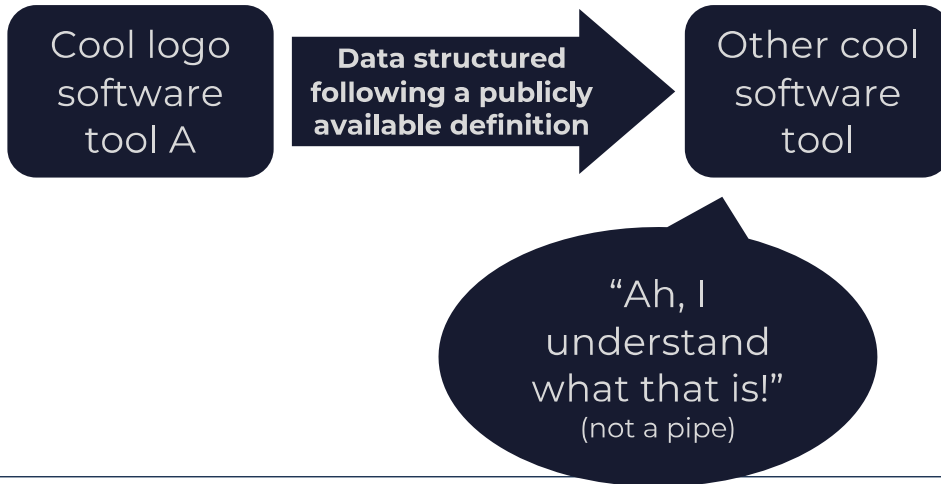 Cool logo
software
tool A
Data structured
following a publicly
available definition
Other cool
software
tool
“Ah, I
understand
what that is!”
(not a pipe)